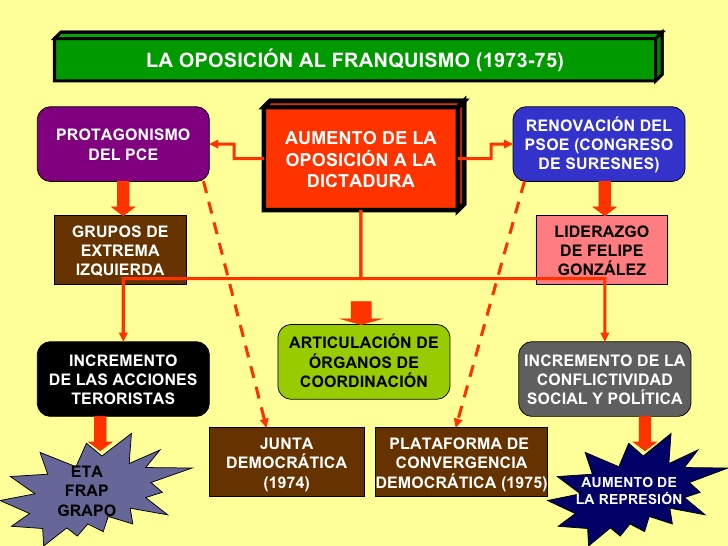 LA OPOSICIÓN AL FRANQUISMO (1973-75)
PROTAGONISMO
DEL PCE
AUMENTO DE LA
OPOSICIÓN A LA
DICTADURA
RENOVACIÓN DEL
PSOE (CONGRESO
DE SURESNES)
GRUPOS DE
EXTREMA
IZQUIERDA
LIDERAZGO
DE FELIPE
GONZÁLEZ
ARTICULACIÓN DE
ÓRGANOS DE
COORDINACIÓN
INCREMENTO
DE LAS ACCIONES
TERORISTAS
INCREMENTO DE LA
CONFLICTIVIDAD
SOCIAL Y POLÍTICA
JUNTA
DEMOCRÁTICA
(1974)
PLATAFORMA DE
CONVERGENCIA
DEMOCRÁTICA (1975)
ETA
FRAP
GRAPO
AUMENTO DE
LA REPRESIÓN